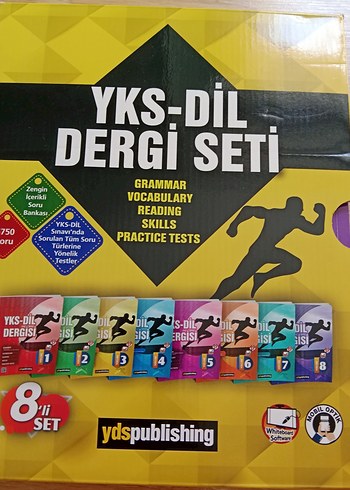 YKS-DİL
DERGİ SETİ
GRAMMAR
VOCABULARY
READING
SKILLS
PRACTICE TESTS
Zengin
İçerikli
Soru
Bankası
750
oru
YKS-DİL
Sınavı'nda
Sorulan Tüm Soru
Türlerine
Yönelik
Testler
YKS-DİL
DERGİSİ
1
2
3
4
YKS-DİL
DERGİSİ
5
6
7
8
8'li
SET
ydspublishing
Whiteboard
Software
MOBİL OPTİK